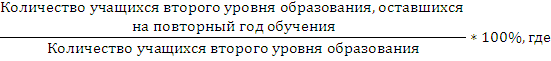 Количество учащихся второго уровня образования, оставшихся
на повторный год обучения
Количество учащихся второго уровня образования
* 100%, где